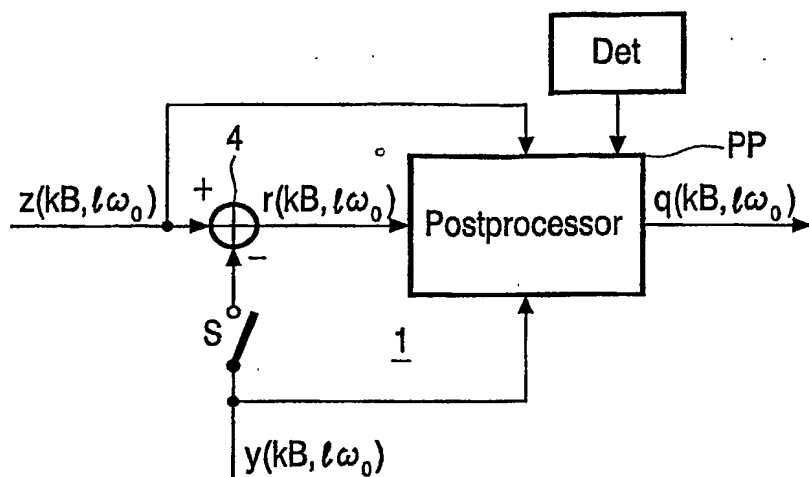 Det
4
PP
+
z(kB, ℓω₀)
r(kB, ℓω₀)
Postprocessor
q(kB, ℓω₀)
−
S
1
y(kB, ℓω₀)